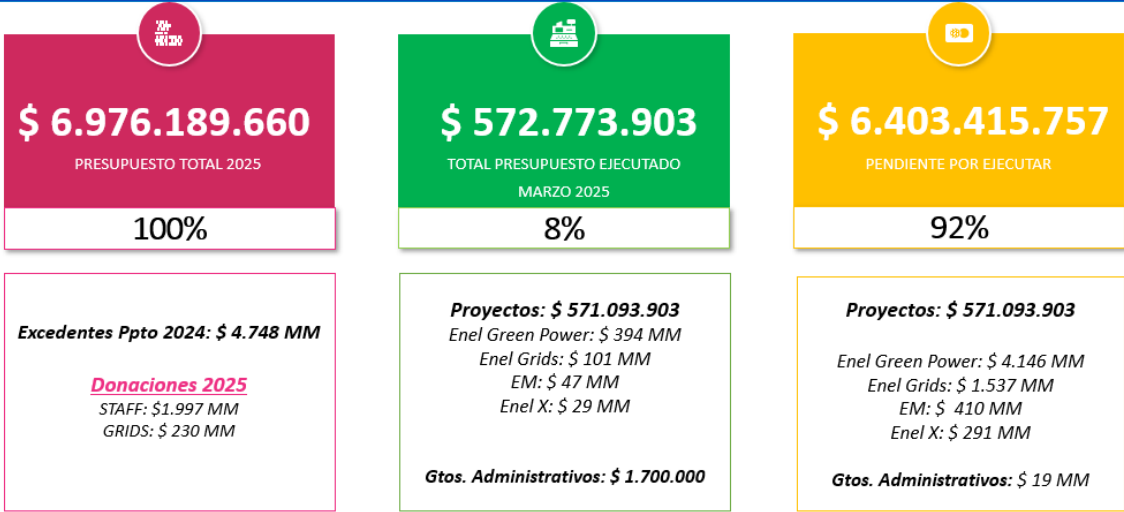 $ 6.976.189.660
PRESUPUESTO TOTAL 2025
100%
Excedentes Ppto 2024: $ 4.748 MM
Donaciones 2025
STAFF: $1.997 MM
GRIDS: $ 230 MM
$ 572.773.903
TOTAL PRESUPUESTO EJECUTADO
MARZO 2025
8%
Proyectos: $ 571.093.903
Enel Green Power: $ 394 MM
Enel Grids: $ 101 MM
EM: $ 47 MM
Enel X: $ 29 MM
Gtos. Administrativos: $ 1.700.000
$ 6.403.415.757
PENDIENTE POR EJECUTAR
92%
Proyectos: $ 571.093.903
Enel Green Power: $ 4.146 MM
Enel Grids: $ 1.537 MM
EM: $  410 MM
Enel X: $ 291 MM
Gtos. Administrativos: $ 19 MM